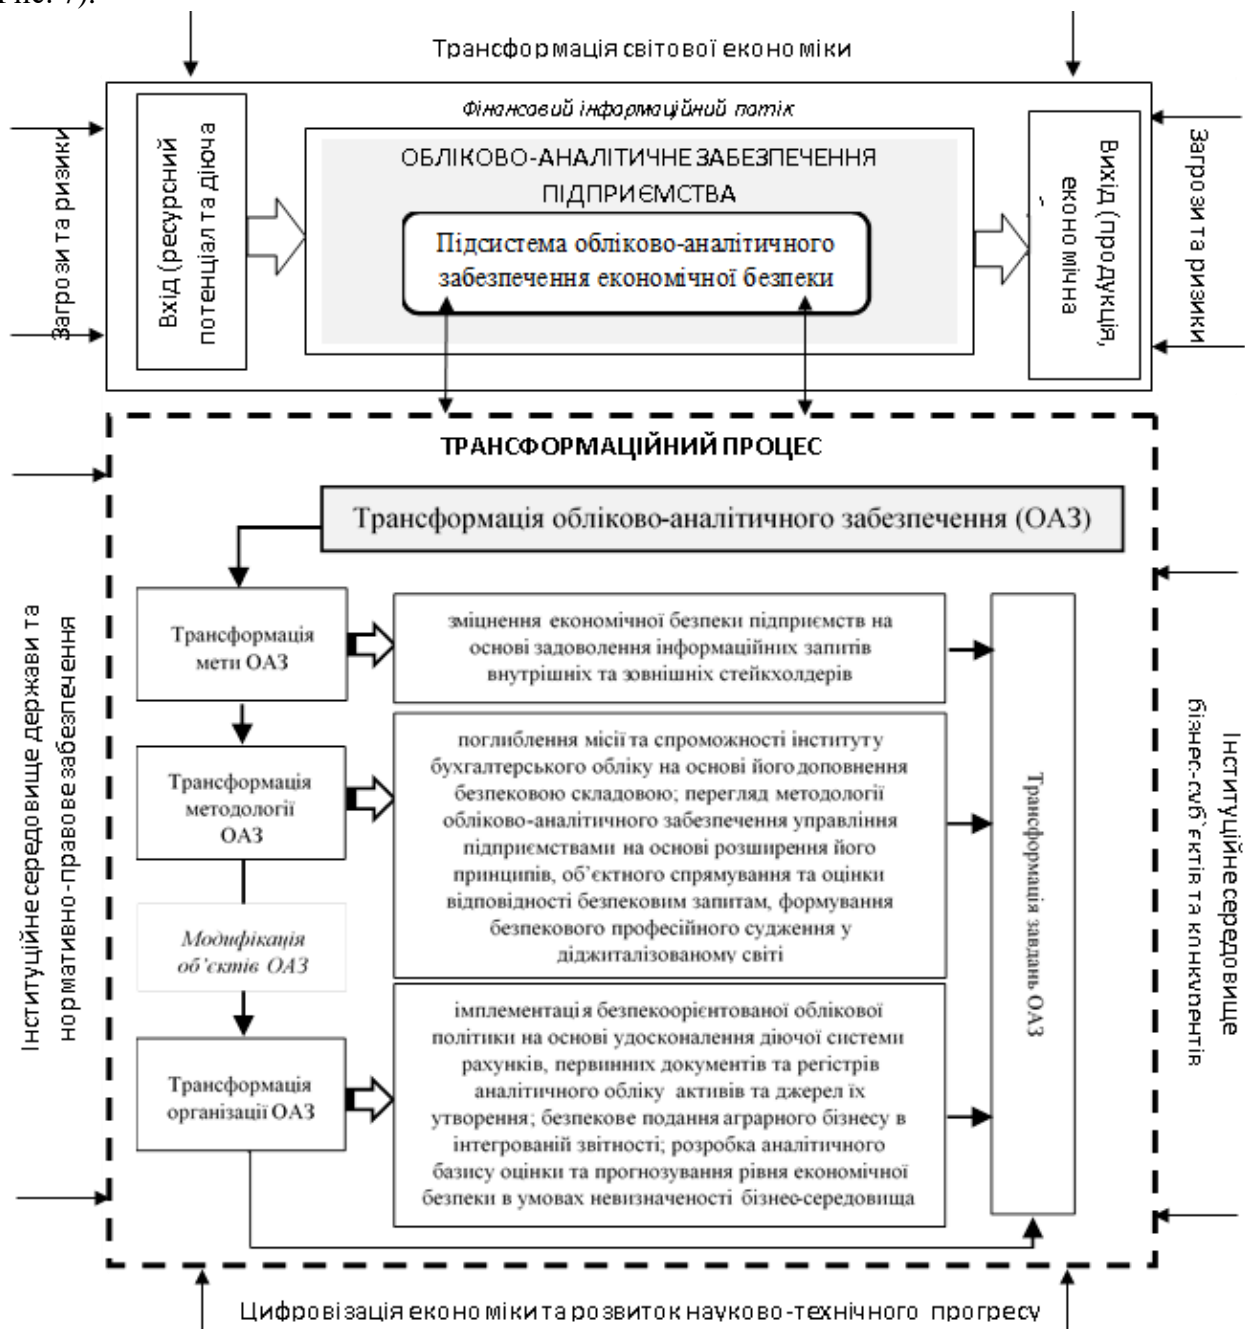 Рис. 7).
Трансформація світової економіки
Фінансовий інформаційний потік
Загрози та ризики
Вхід (ресурсний
потенціал та діюча
ОБЛІКОВО-АНАЛІТИЧНЕ ЗАБЕЗПЕЧЕННЯ
ПІДПРИЄМСТВА
Підсистема обліково-аналітичного
забезпечення економічної безпеки
Вихід (продукція,
економічна
Загрози та ризики
ТРАНСФОРМАЦІЙНИЙ ПРОЦЕС
Трансформація обліково-аналітичного забезпечення (ОАЗ)
Інституційне середовище держави та
нормативно-правове забезпечення
Трансформація
мети ОАЗ
зміцнення економічної безпеки підприємств на
основі задоволення інформаційних запитів
внутрішніх та зовнішніх стейкхолдерів
Трансформація
методології
ОАЗ
поглиблення місії та спроможності інституту
бухгалтерського обліку на основі його доповнення
безпековою складовою; перегляд методології
обліково-аналітичного забезпечення управління
підприємствами на основі розширення його
принципів, об`єктного спрямування та оцінки
відповідності безпековим запитам, формування
безпекового професійного судження у
діджиталізованому світі
Модифікація
об'єктів ОАЗ
Трансформація
організації ОАЗ
імплементація безпекоорієнтованої облікової
політики на основі удосконалення діючої системи
рахунків, первинних документів та регістрів
аналітичного обліку активів та джерел їх
утворення; безпекове подання аграрного бізнесу в
інтегрованій звітності; розробка аналітичного
базису оцінки та прогнозування рівня економічної
безпеки в умовах невизначеності бізнес-середовища
Трансформація завдань ОАЗ
Інституційне середовище
бізнес-суб`єктів та конкурентів
Цифровізація економіки та розвиток науково-технічного прогресу